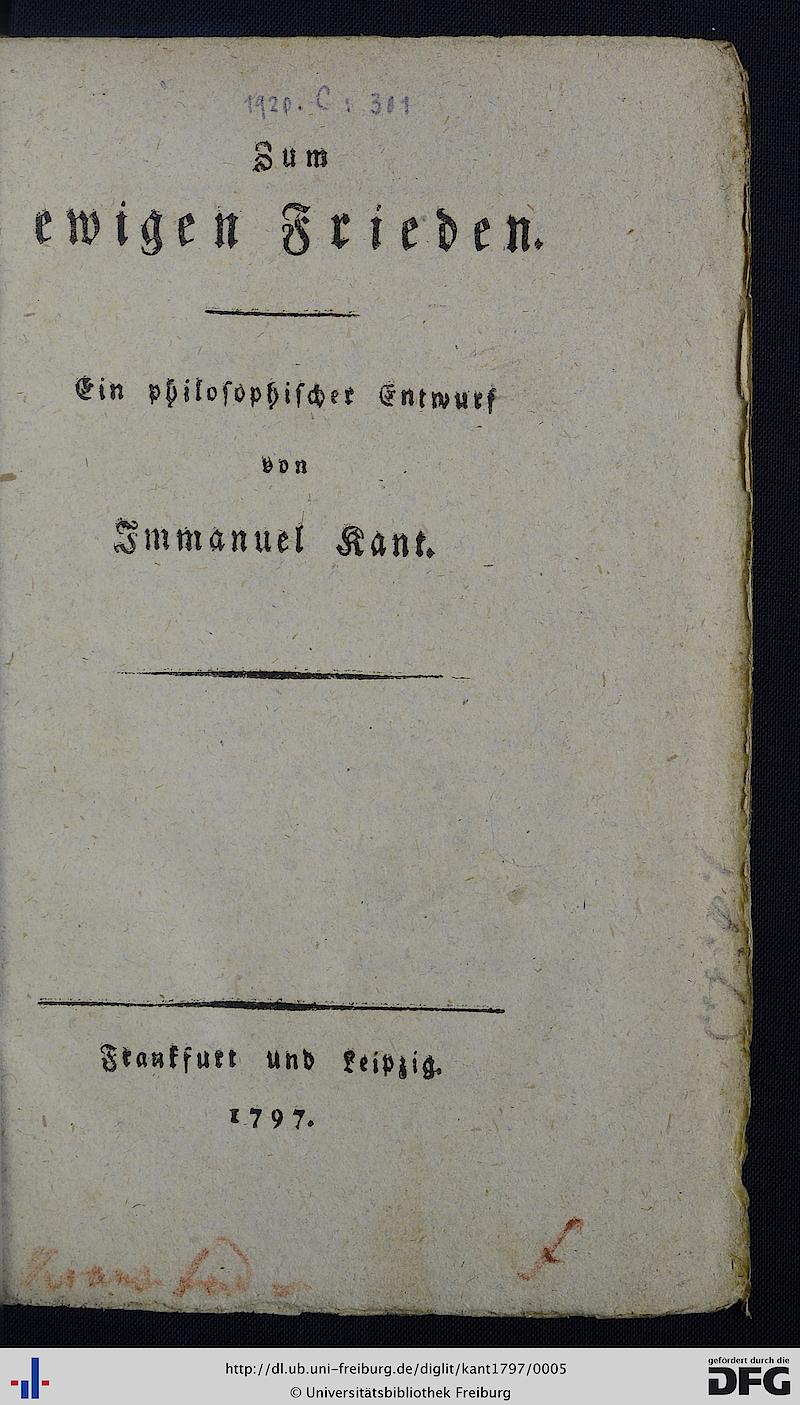 1920. C : 301
Zum
ewigen Frieden.
Ein philoſophiſcher Entwurf
von
Immanuel Kant.
Frankfurt und Leipzig.
1797.
http://dl.ub.uni-freiburg.de/diglit/kant1797/0005
© Universitätsbibliothek Freiburg
gefördert durch die
DFG